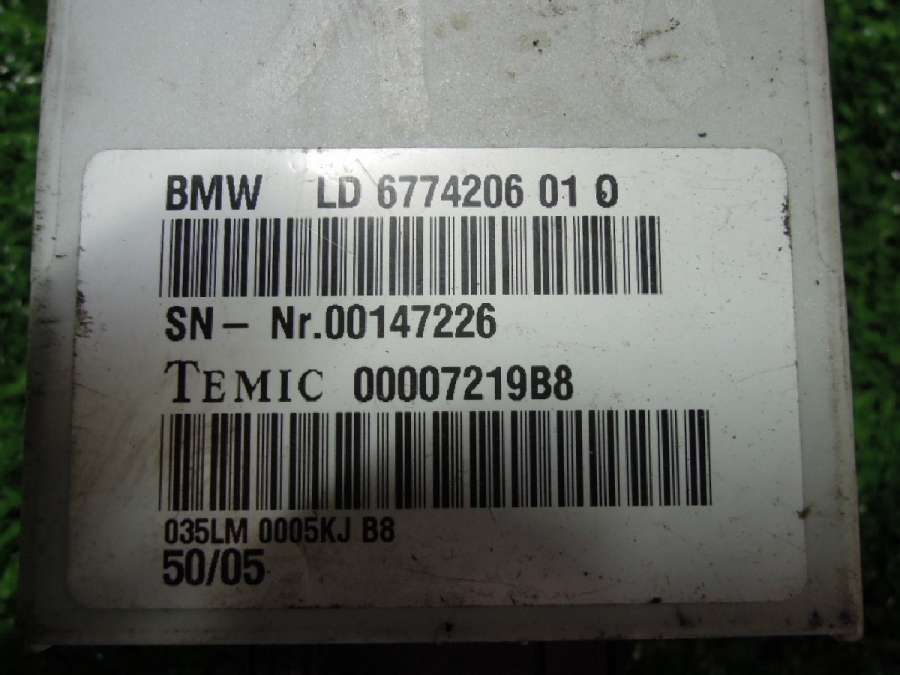 BMW LD 6774206 01 0
SN- Nr.00147226
TEMIC 00007219B8
035LM 0005KJ B8
50/05